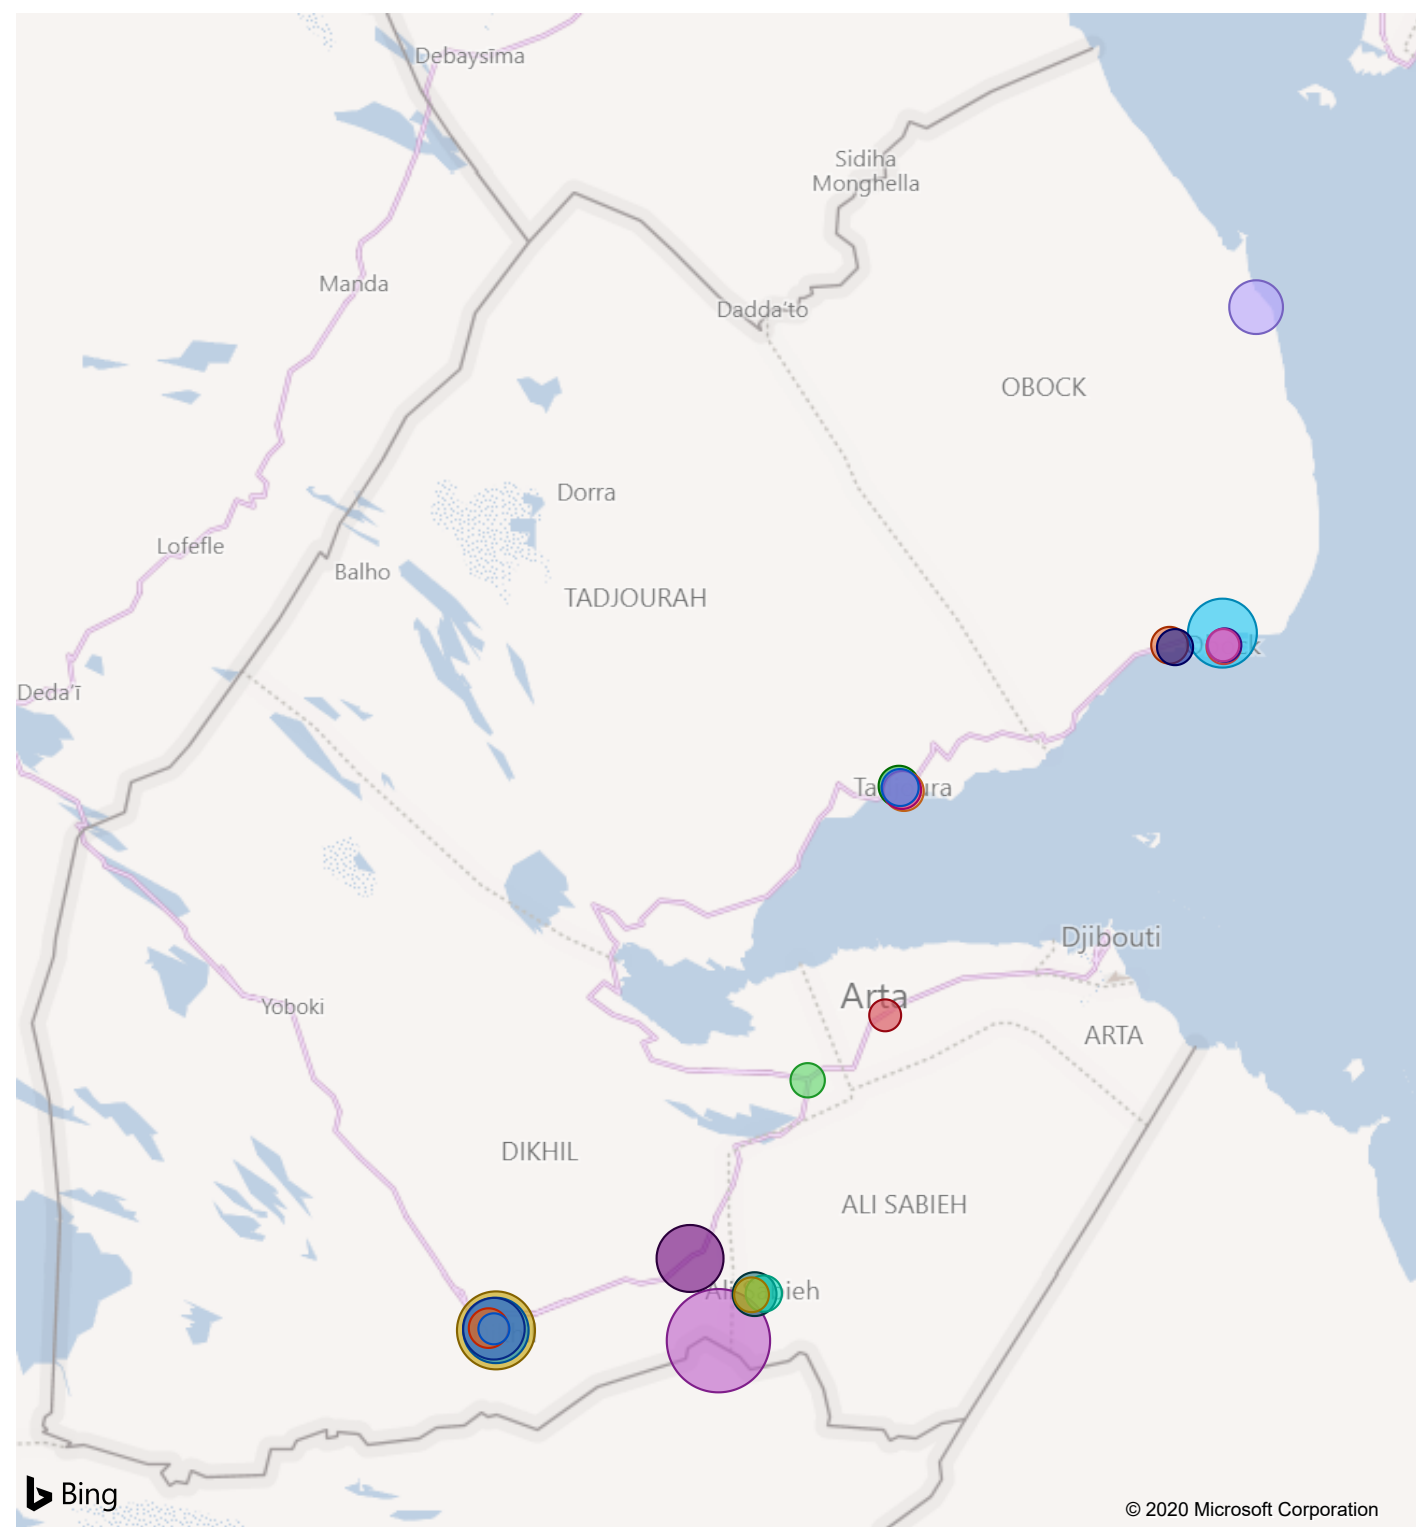 Debaysīma
Sidiha
Monghella
Manda
Dadda'to
OBOCK
Dorra
Lofefle
Balho
TADJOURAH
Deda'ī
Djibouti
Arta
Yoboki
ARTA
DIKHIL
ALI SABIEH
Bing
© 2020 Microsoft Corporation